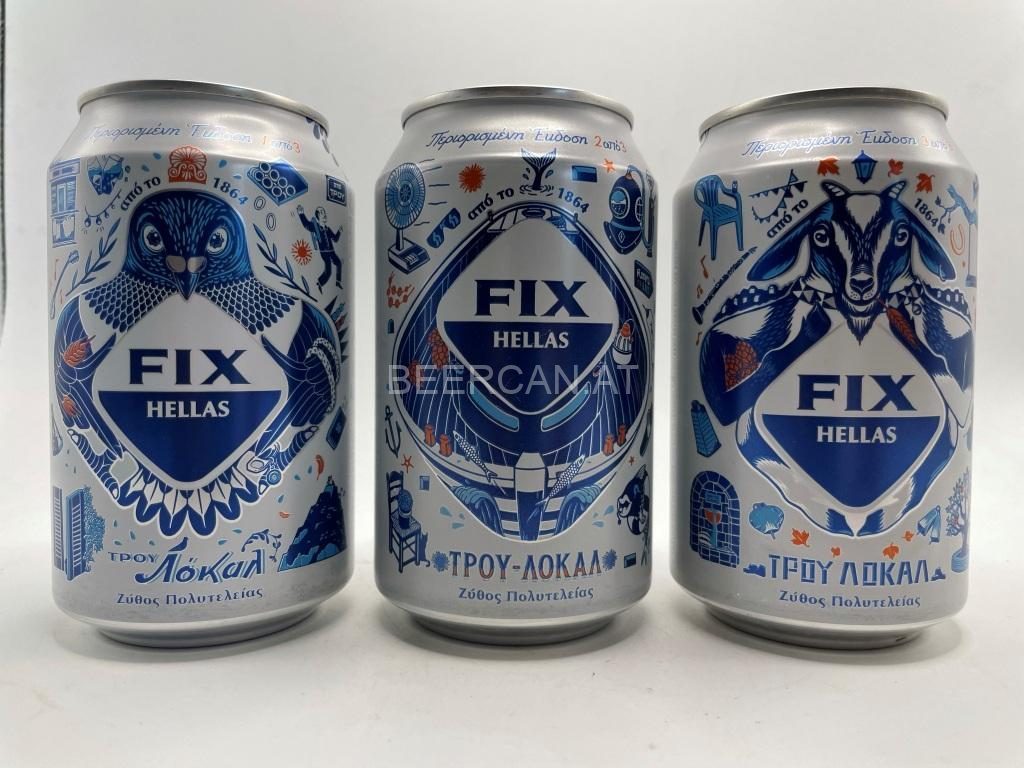 Περιορισμένη Έκδοση 1 από 3
από το 1864
FIX
HELLAS
ΤΡΟΥ Λόκαλ
Ζύθος Πολυτελείας
Περιορισμένη Έκδοση 2 από 3
από το 1864
FIX
HELLAS
ΤΡΟΥ-ΛΟΚΑΛ
Ζύθος Πολυτελείας
Περιορισμένη Έκδοση 3 από
από το 1864
FIX
HELLAS
ΤΡΟΥ ΛΟΚΑΛ
Ζύθος Πολυτελείας
BEERCAN.AT